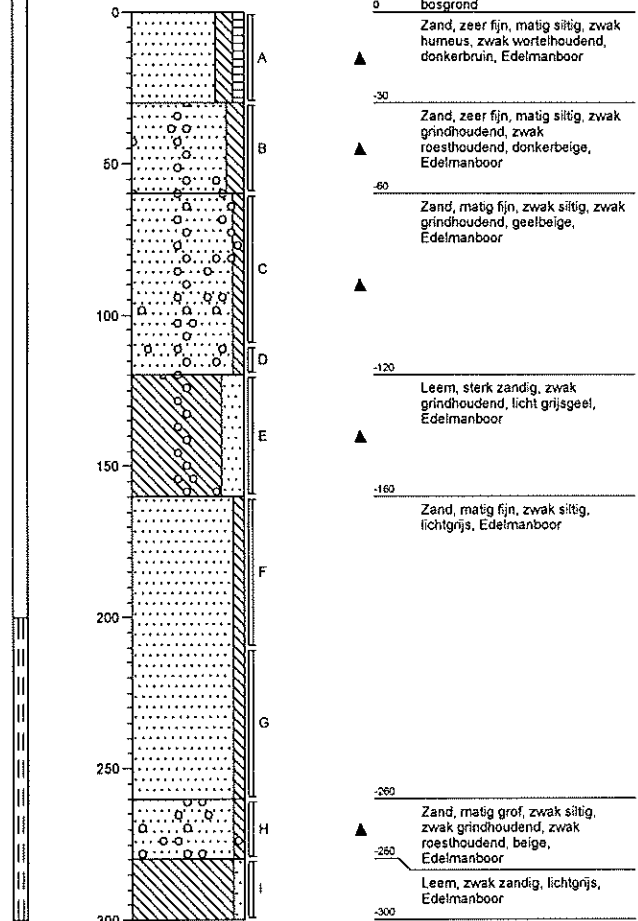 0
50
100
150
200
250
300
A
B
C
D
E
F
G
H
I
0 bosgrond
Zand, zeer fijn, matig siltig, zwak
humeus, zwak wortelhoudend,
donkerbruin, Edelmanboor
-30
Zand, zeer fijn, matig siltig, zwak
grindhoudend, zwak
roesthoudend, donkerbeige,
Edelmanboor
-60
Zand, matig fijn, zwak siltig, zwak
grindhoudend, geelbeige,
Edelmanboor
-120
Leem, sterk zandig, zwak
grindhoudend, licht grijsgeel,
Edelmanboor
-160
Zand, matig fijn, zwak siltig,
lichtgrijs, Edelmanboor
-260
Zand, matig grof, zwak siltig,
zwak grindhoudend, zwak
roesthoudend, beige,
Edelmanboor
Leem, zwak zandig, lichtgrijs,
Edelmanboor
-300